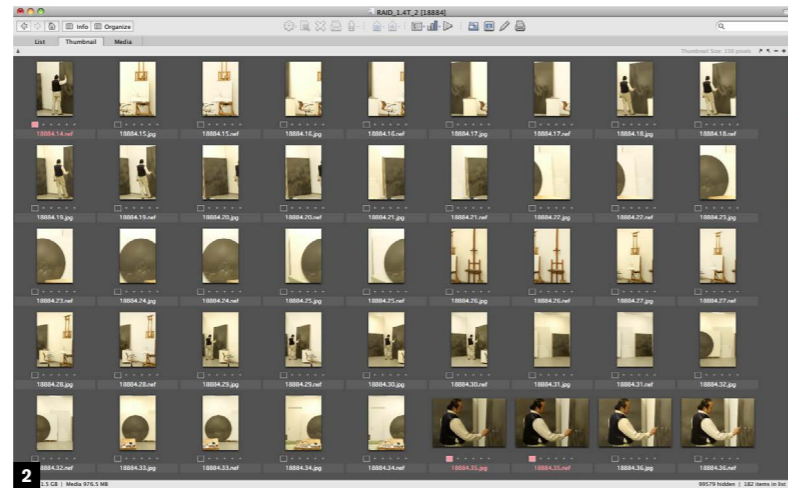 RAID_1.4T_2 [18884]
Info Organize
List Thumbnail Media
Thumbnail Size: 150 pixels
18884.14.nef 18884.15.jpg 18884.15.nef 18884.16.jpg 18884.16.nef 18884.17.jpg 18884.17.nef 18884.18.jpg 18884.18.nef
18884.19.jpg 18884.19.nef 18884.20.jpg 18884.20.nef 18884.21.jpg 18884.21.nef 18884.22.jpg 18884.22.nef 18884.23.jpg
18884.23.nef 18884.24.jpg 18884.24.nef 18884.25.jpg 18884.25.nef 18884.26.jpg 18884.26.nef 18884.27.jpg 18884.27.nef
18884.28.jpg 18884.28.nef 18884.29.jpg 18884.29.nef 18884.30.jpg 18884.30.nef 18884.31.jpg 18884.31.nef 18884.32.jpg
8884.32.nef 18884.33.jpg 18884.33.nef 18884.34.jpg 18884.34.nef 18884.35.jpg 18884.35.nef 18884.36.jpg 18884.36.nef
2 .5 GB | Media 976.5 MB 99579 hidden | 182 items in list